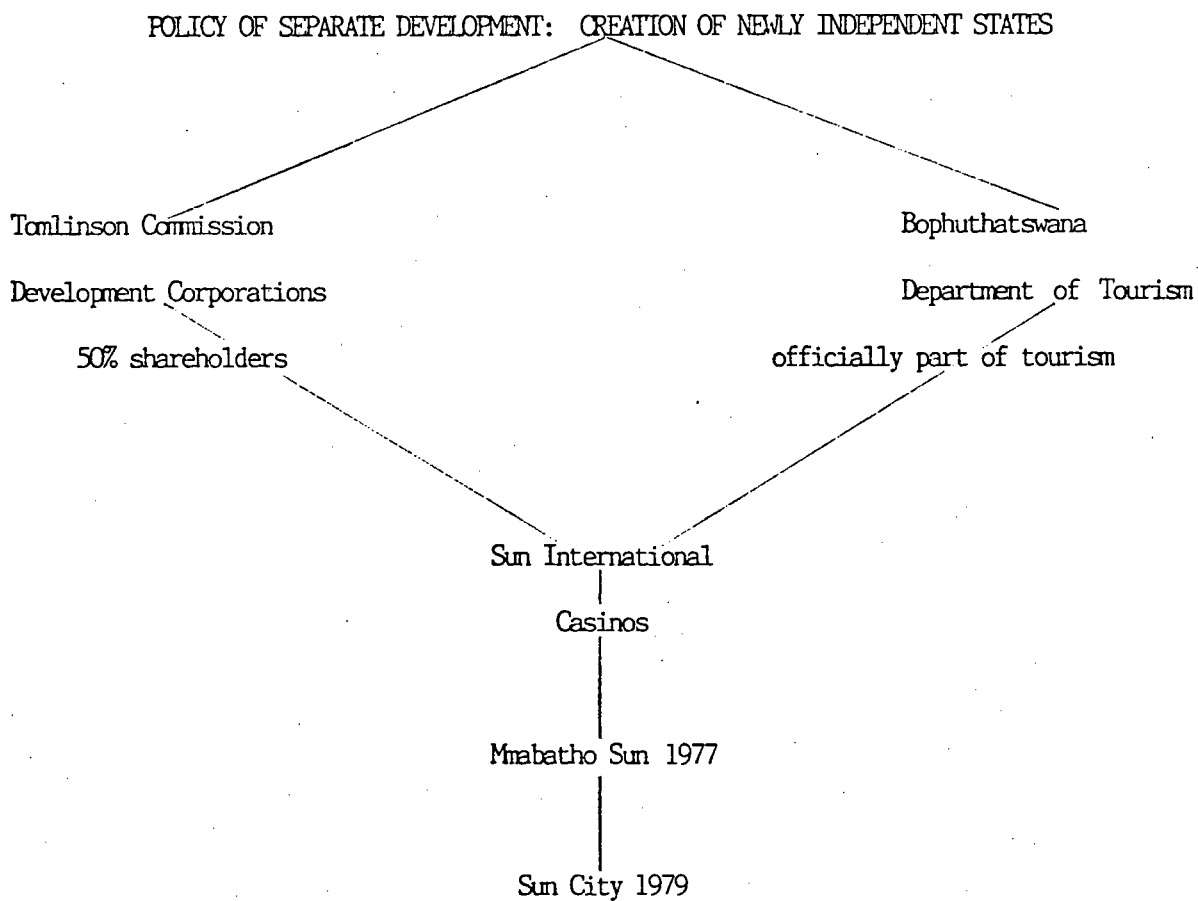 POLICY OF SEPARATE DEVELOPMENT: CREATION OF NEWLY INDEPENDENT STATES
Tomlinson Commission
Bophuthatswana
Development Corporations
Department of Tourism
50% shareholders
officially part of tourism
Sun International
Casinos
Mmabatho Sun 1977
Sun City 1979